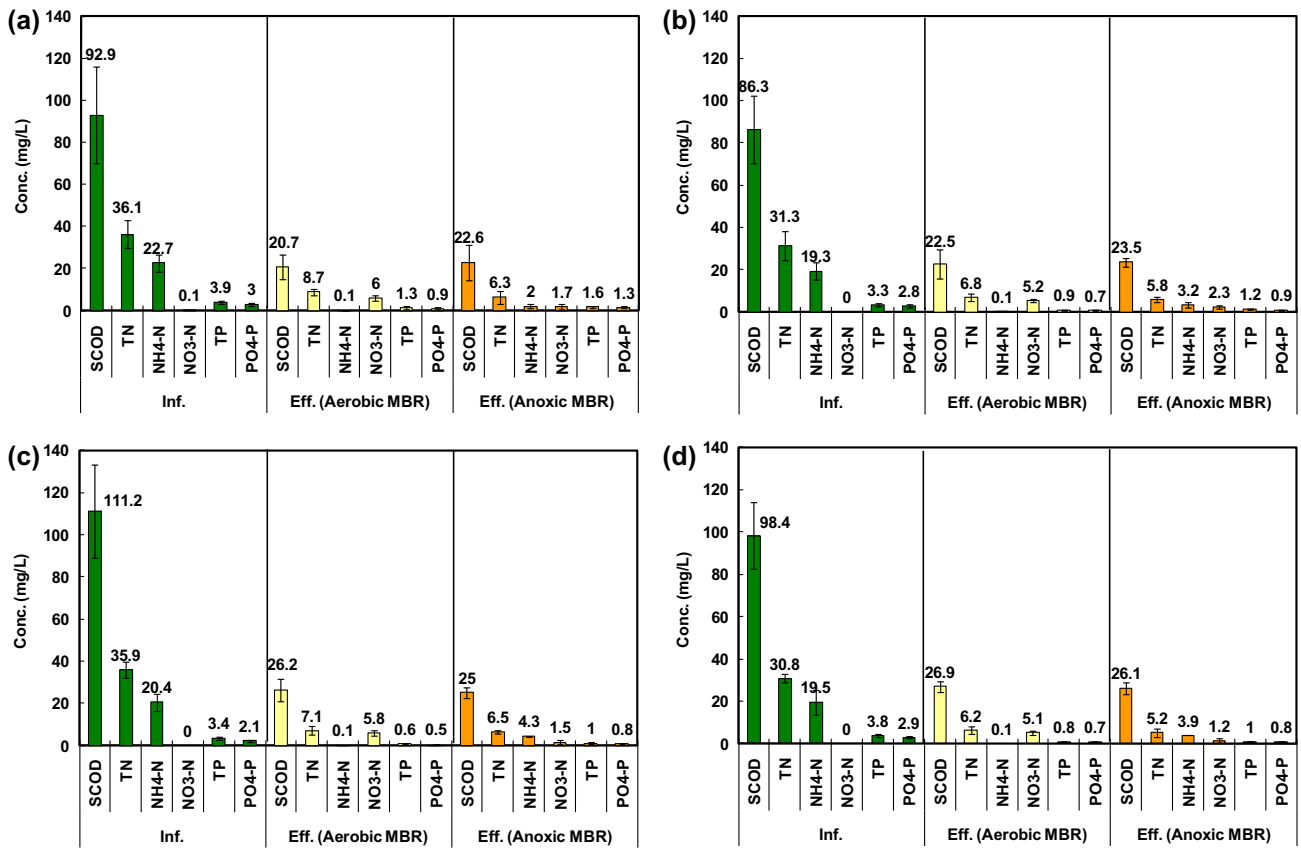 (a)
140
120
100
80
60
40
20
0
Conc. (mg/L)
92.9
36.1
22.7
0.1
3.9
3
20.7
8.7
0.1
6
1.3
0.9
22.6
6.3
2
1.7
1.6
1.3
SCOD
TN
NH4-N
NO3-N
TP
PO4-P
SCOD
TN
NH4-N
NO3-N
TP
PO4-P
SCOD
TN
NH4-N
NO3-N
TP
PO4-P
Inf.
Eff. (Aerobic MBR)
Eff. (Anoxic MBR)
(b)
140
120
100
80
60
40
20
0
Conc. (mg/L)
86.3
31.3
19.3
0
3.3
2.8
22.5
6.8
0.1
5.2
0.9
0.7
23.5
5.8
3.2
2.3
1.2
0.9
SCOD
TN
NH4-N
NO3-N
TP
PO4-P
SCOD
TN
NH4-N
NO3-N
TP
PO4-P
SCOD
TN
NH4-N
NO3-N
TP
PO4-P
Inf.
Eff. (Aerobic MBR)
Eff. (Anoxic MBR)
(c)
140
120
100
80
60
40
20
0
Conc. (mg/L)
111.2
35.9
20.4
0
3.4
2.1
26.2
7.1
0.1
5.8
0.6
0.5
25
6.5
4.3
1.5
1
0.8
SCOD
TN
NH4-N
NO3-N
TP
PO4-P
SCOD
TN
NH4-N
NO3-N
TP
PO4-P
SCOD
TN
NH4-N
NO3-N
TP
PO4-P
Inf.
Eff. (Aerobic MBR)
Eff. (Anoxic MBR)
(d)
140
120
100
80
60
40
20
0
Conc. (mg/L)
98.4
30.8
19.5
0
3.8
2.9
26.9
6.2
0.1
5.1
0.8
0.7
26.1
5.2
3.9
1.2
1
0.8
SCOD
TN
NH4-N
NO3-N
TP
PO4-P
SCOD
TN
NH4-N
NO3-N
TP
PO4-P
SCOD
TN
NH4-N
NO3-N
TP
PO4-P
Inf.
Eff. (Aerobic MBR)
Eff. (Anoxic MBR)